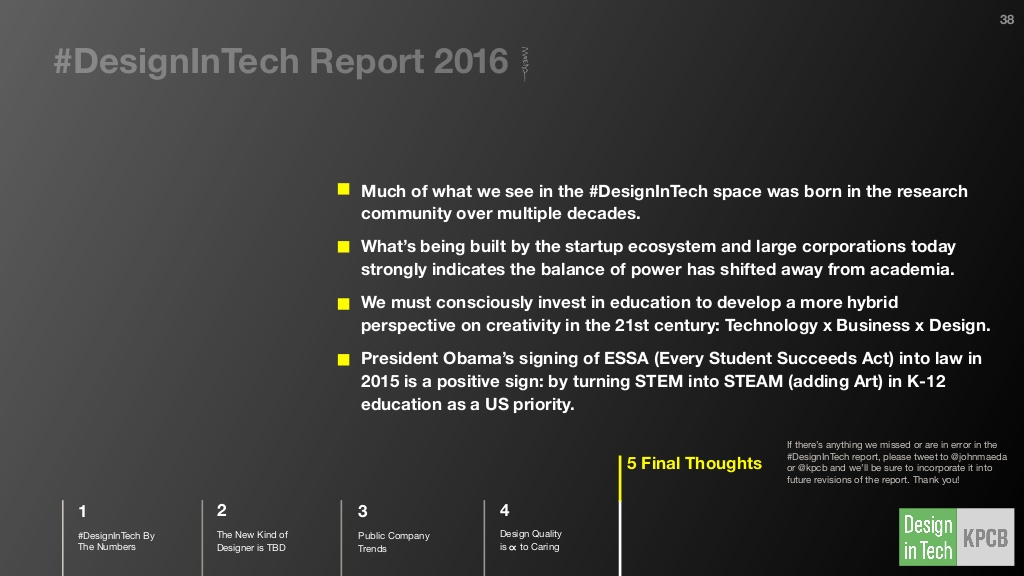 38
#DesignInTech Report 2016
Much of what we see in the #DesignInTech space was born in the research
community over multiple decades.
What’s being built by the startup ecosystem and large corporations today
strongly indicates the balance of power has shifted away from academia.
We must consciously invest in education to develop a more hybrid
perspective on creativity in the 21st century: Technology x Business x Design.
President Obama’s signing of ESSA (Every Student Succeeds Act) into law in
2015 is a positive sign: by turning STEM into STEAM (adding Art) in K-12
education as a US priority.
If there’s anything we missed or are in error in the
#DesignInTech report, please tweet to @johnmaeda
or @kpcb and we’ll be sure to incorporate it into
future revisions of the report. Thank you!
5 Final Thoughts
1
#DesignInTech By
The Numbers
2
The New Kind of
Designer is TBD
3
Public Company
Trends
4
Design Quality
is ∝ to Caring
Design
in Tech
KPCB